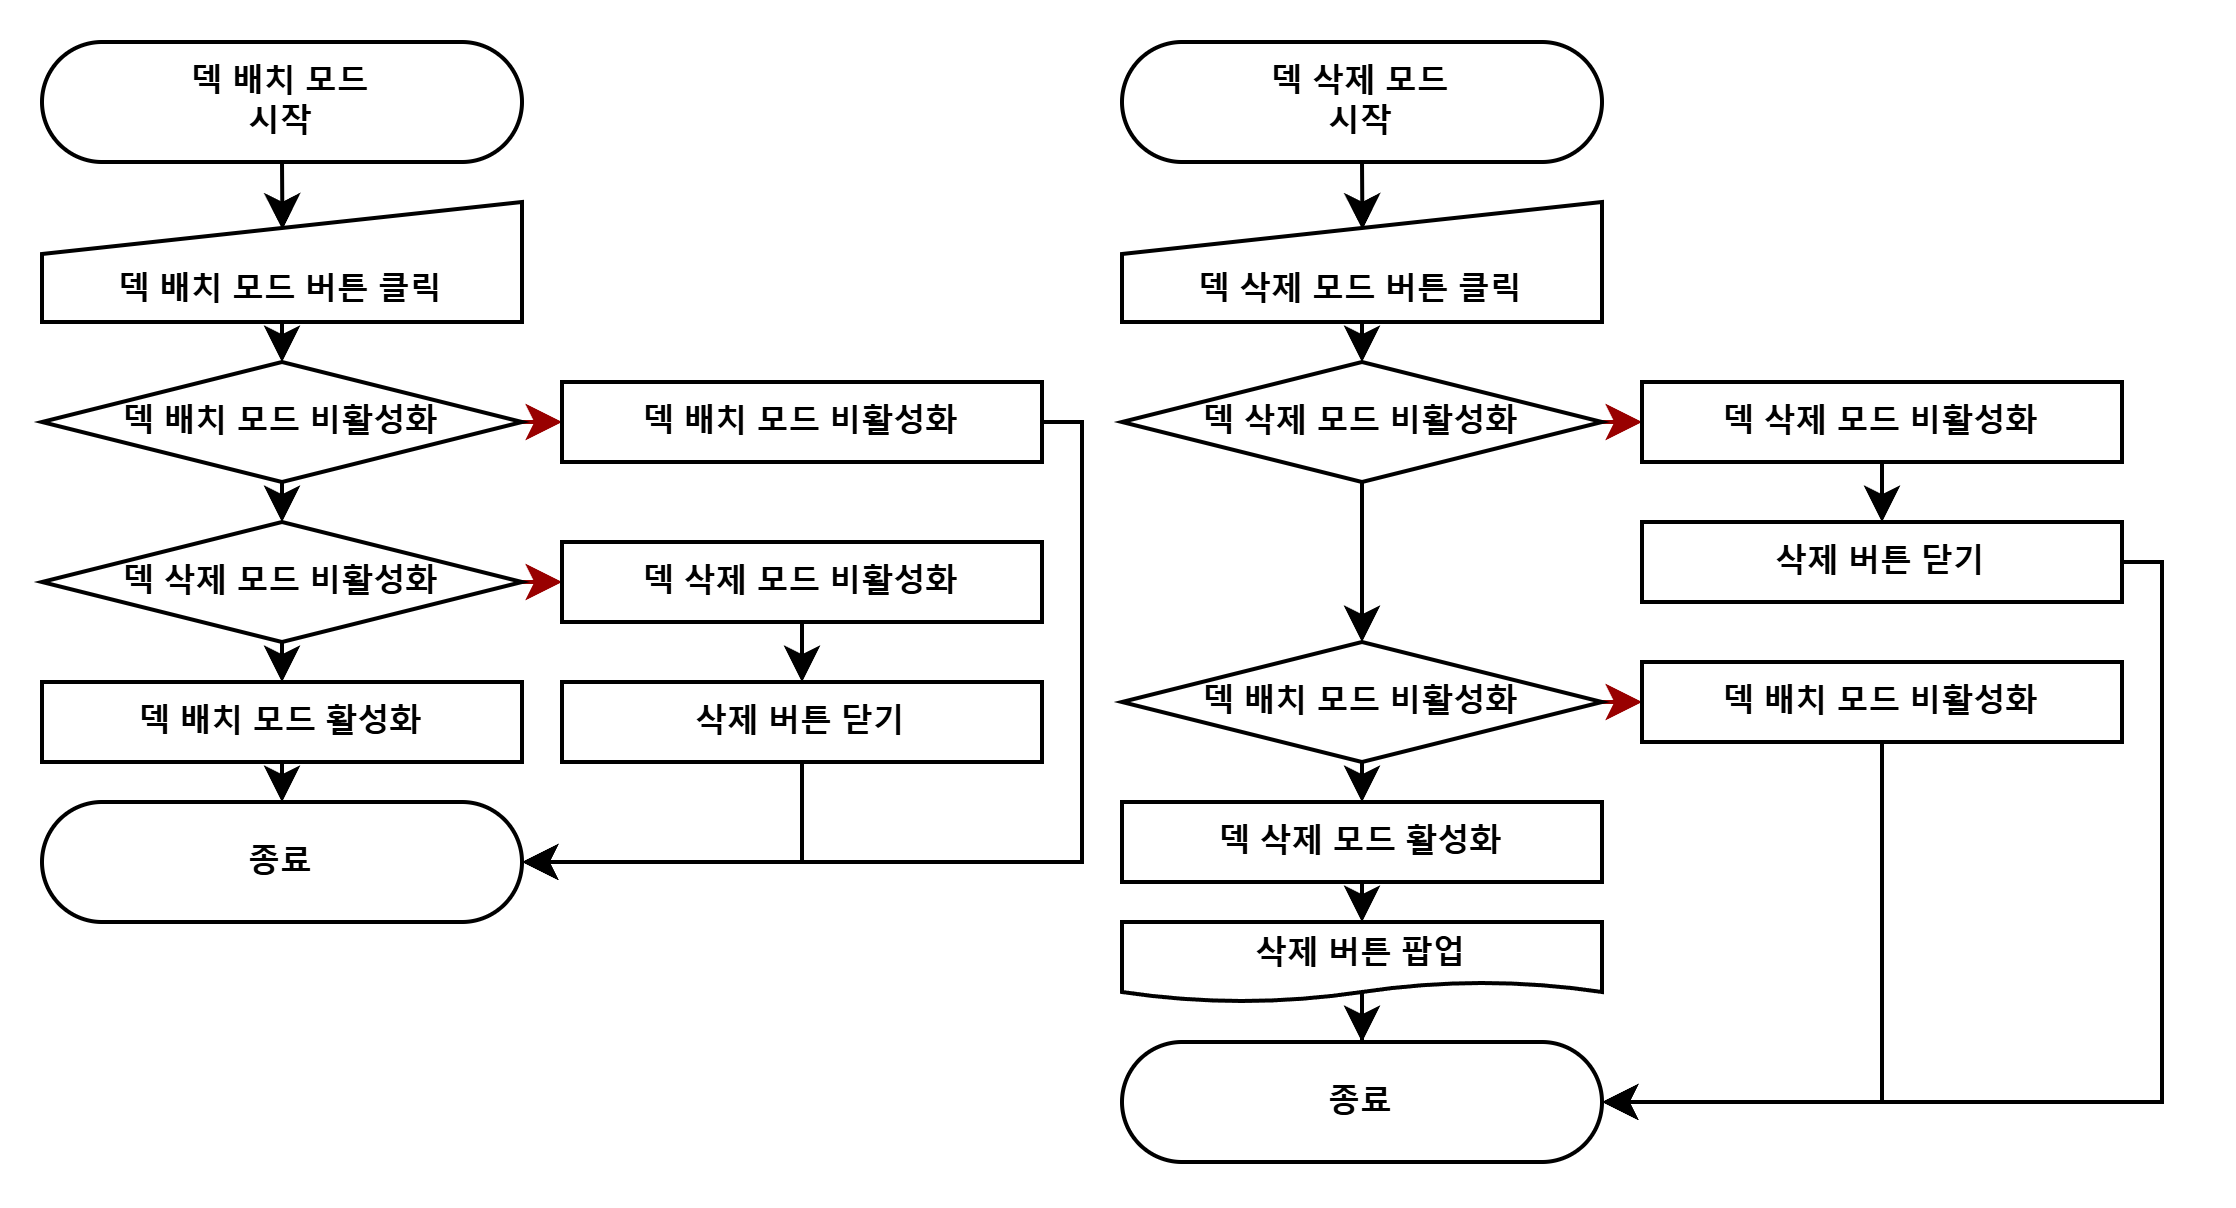 덱 배치 모드
시작
덱 배치 모드 버튼 클릭
덱 배치 모드 비활성화
덱 배치 모드 비활성화
덱 삭제 모드 비활성화
덱 삭제 모드 비활성화
덱 배치 모드 활성화
삭제 버튼 닫기
종료
덱 삭제 모드
시작
덱 삭제 모드 버튼 클릭
덱 삭제 모드 비활성화
덱 삭제 모드 비활성화
삭제 버튼 닫기
덱 배치 모드 비활성화
덱 배치 모드 비활성화
덱 삭제 모드 활성화
삭제 버튼 팝업
종료